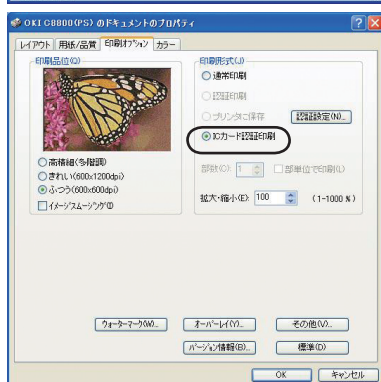 OKI C8800(PS) のドキュメントのプロパティ
レイアウト 用紙/品質 印刷オプション カラー
印刷品位(Q)
高精細(多階調)
きれい(600x1200dpi)
ふつう(600x600dpi)
イメージスムージング(I)
印刷形式(J)
通常印刷
認証印刷
プリンタに保存 認証設定(N)...
ICカード認証印刷
部数(O): 1 部単位で印刷(L)
拡大・縮小(E): 100 (1-1000 %)
ウォーターマーク(W)... オーバーレイ(Y)... その他(V)...
バージョン情報(B)... 標準(D)
OK キャンセル